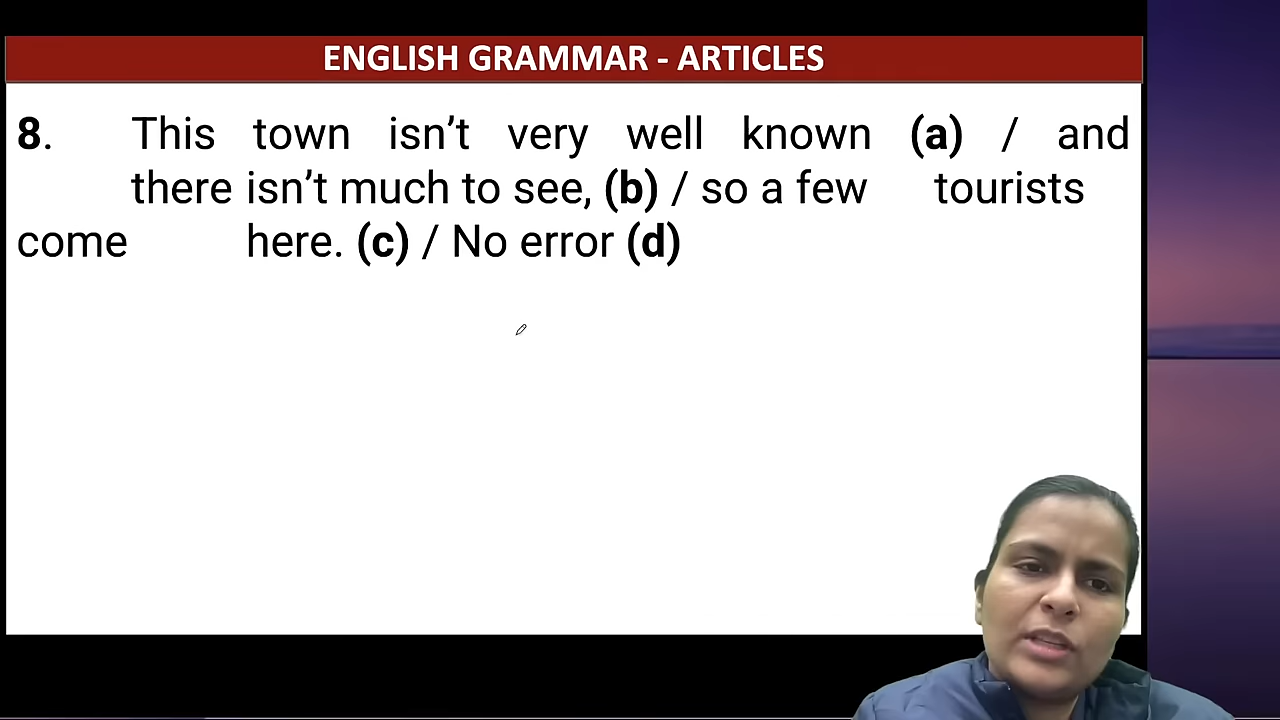 ENGLISH GRAMMAR - ARTICLES
8. This town isn't very well known (a) / and
there isn't much to see, (b) / so a few tourists
come here. (c) / No error (d)